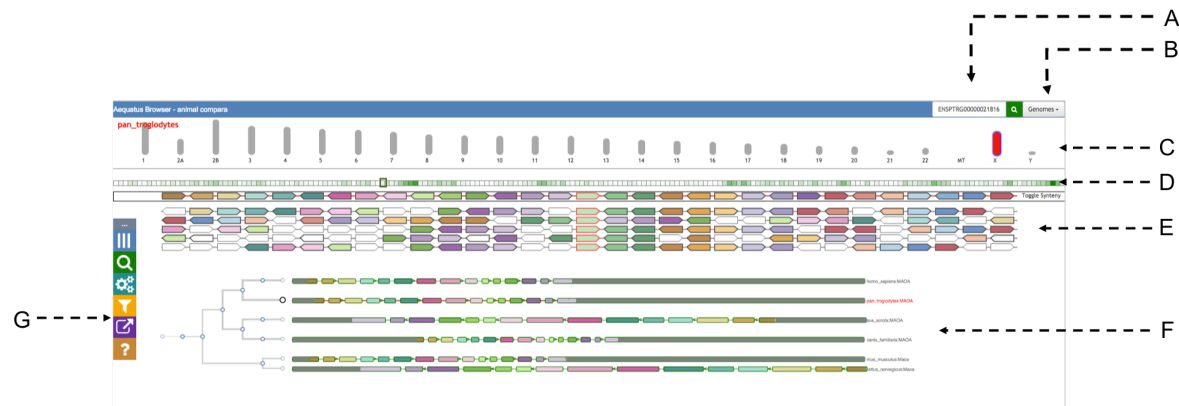 A
B
Aequatus Browser - animal compara
ENSPTRG00000021816
Genomes
pan_troglodytes
C
1 2A 2B 3 4 5 6 7 8 9 10 11 12 13 14 15 16 17 18 19 20 21 22 MT X Y
D
Toggle Synteny
E
homo_sapiens:MAOA
pan_troglodytes:MAOA
G
sus_scrofa:MAOA
F
canis_familiaris:MAOA
?
mus_musculus:Maoa
rattus_norvegicus:Maoa